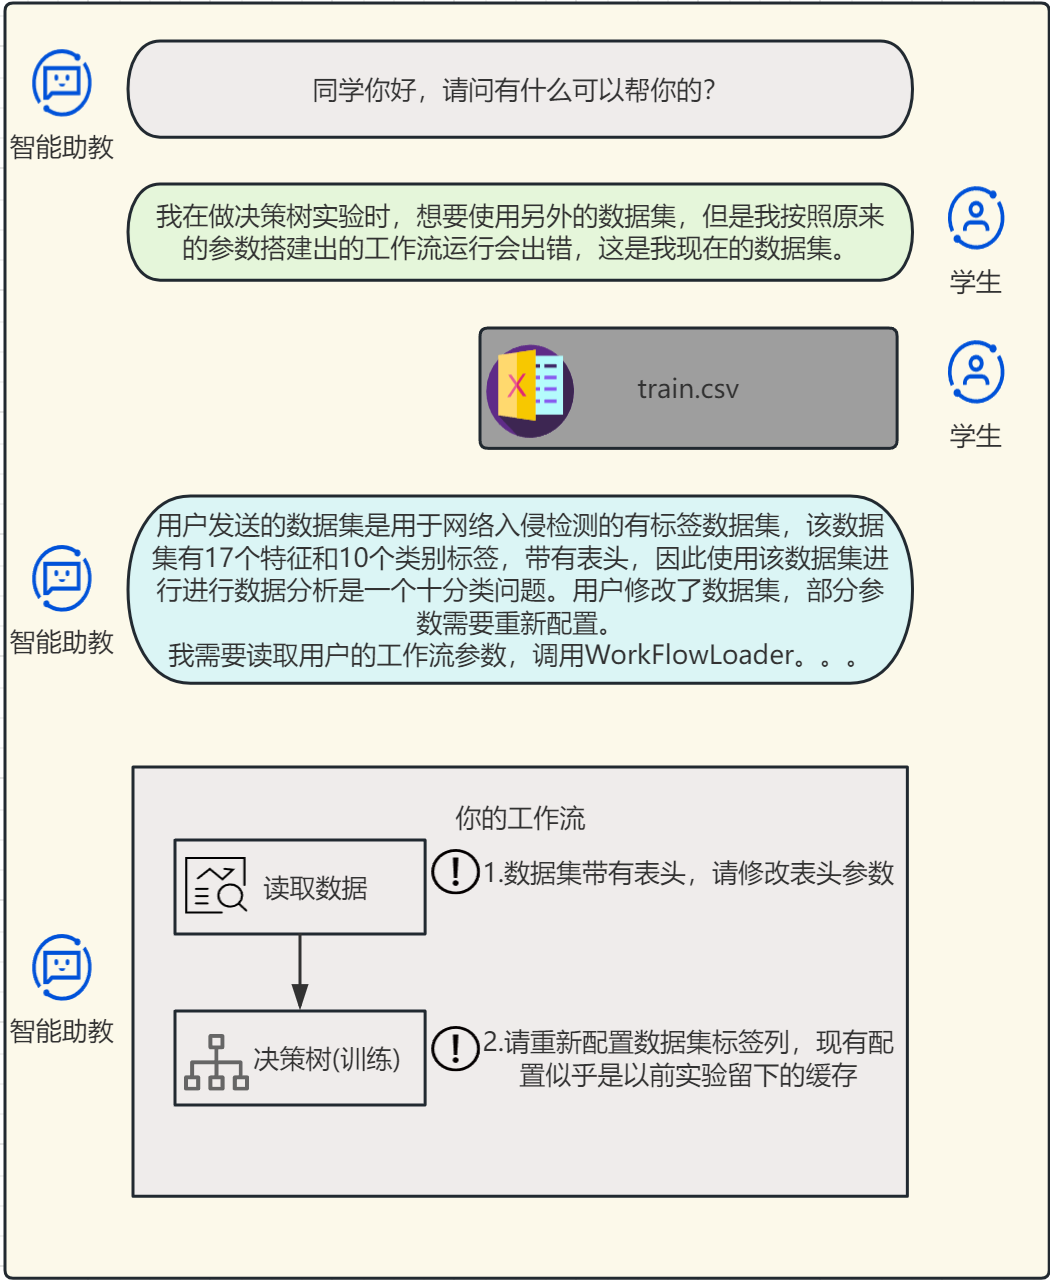 同学你好，请问有什么可以帮你的？
智能助教
我在做决策树实验时，想要使用另外的数据集，但是我按照原来
的参数搭建出的工作流运行会出错，这是我现在的数据集。
学生
train.csv
学生
用户发送的数据集是用于网络入侵检测的有标签数据集，该数据
集有17个特征和10个类别标签，带有表头，因此使用该数据集进
行进行数据分析是一个十分类问题。用户修改了数据集，部分参
数需要重新配置。
我需要读取用户的工作流参数，调用WorkFlowLoader。。。
智能助教
你的工作流
读取数据
1.数据集带有表头，请修改表头参数
决策树(训练)
2.请重新配置数据集标签列，现有配
置似乎是以前实验留下的缓存
智能助教